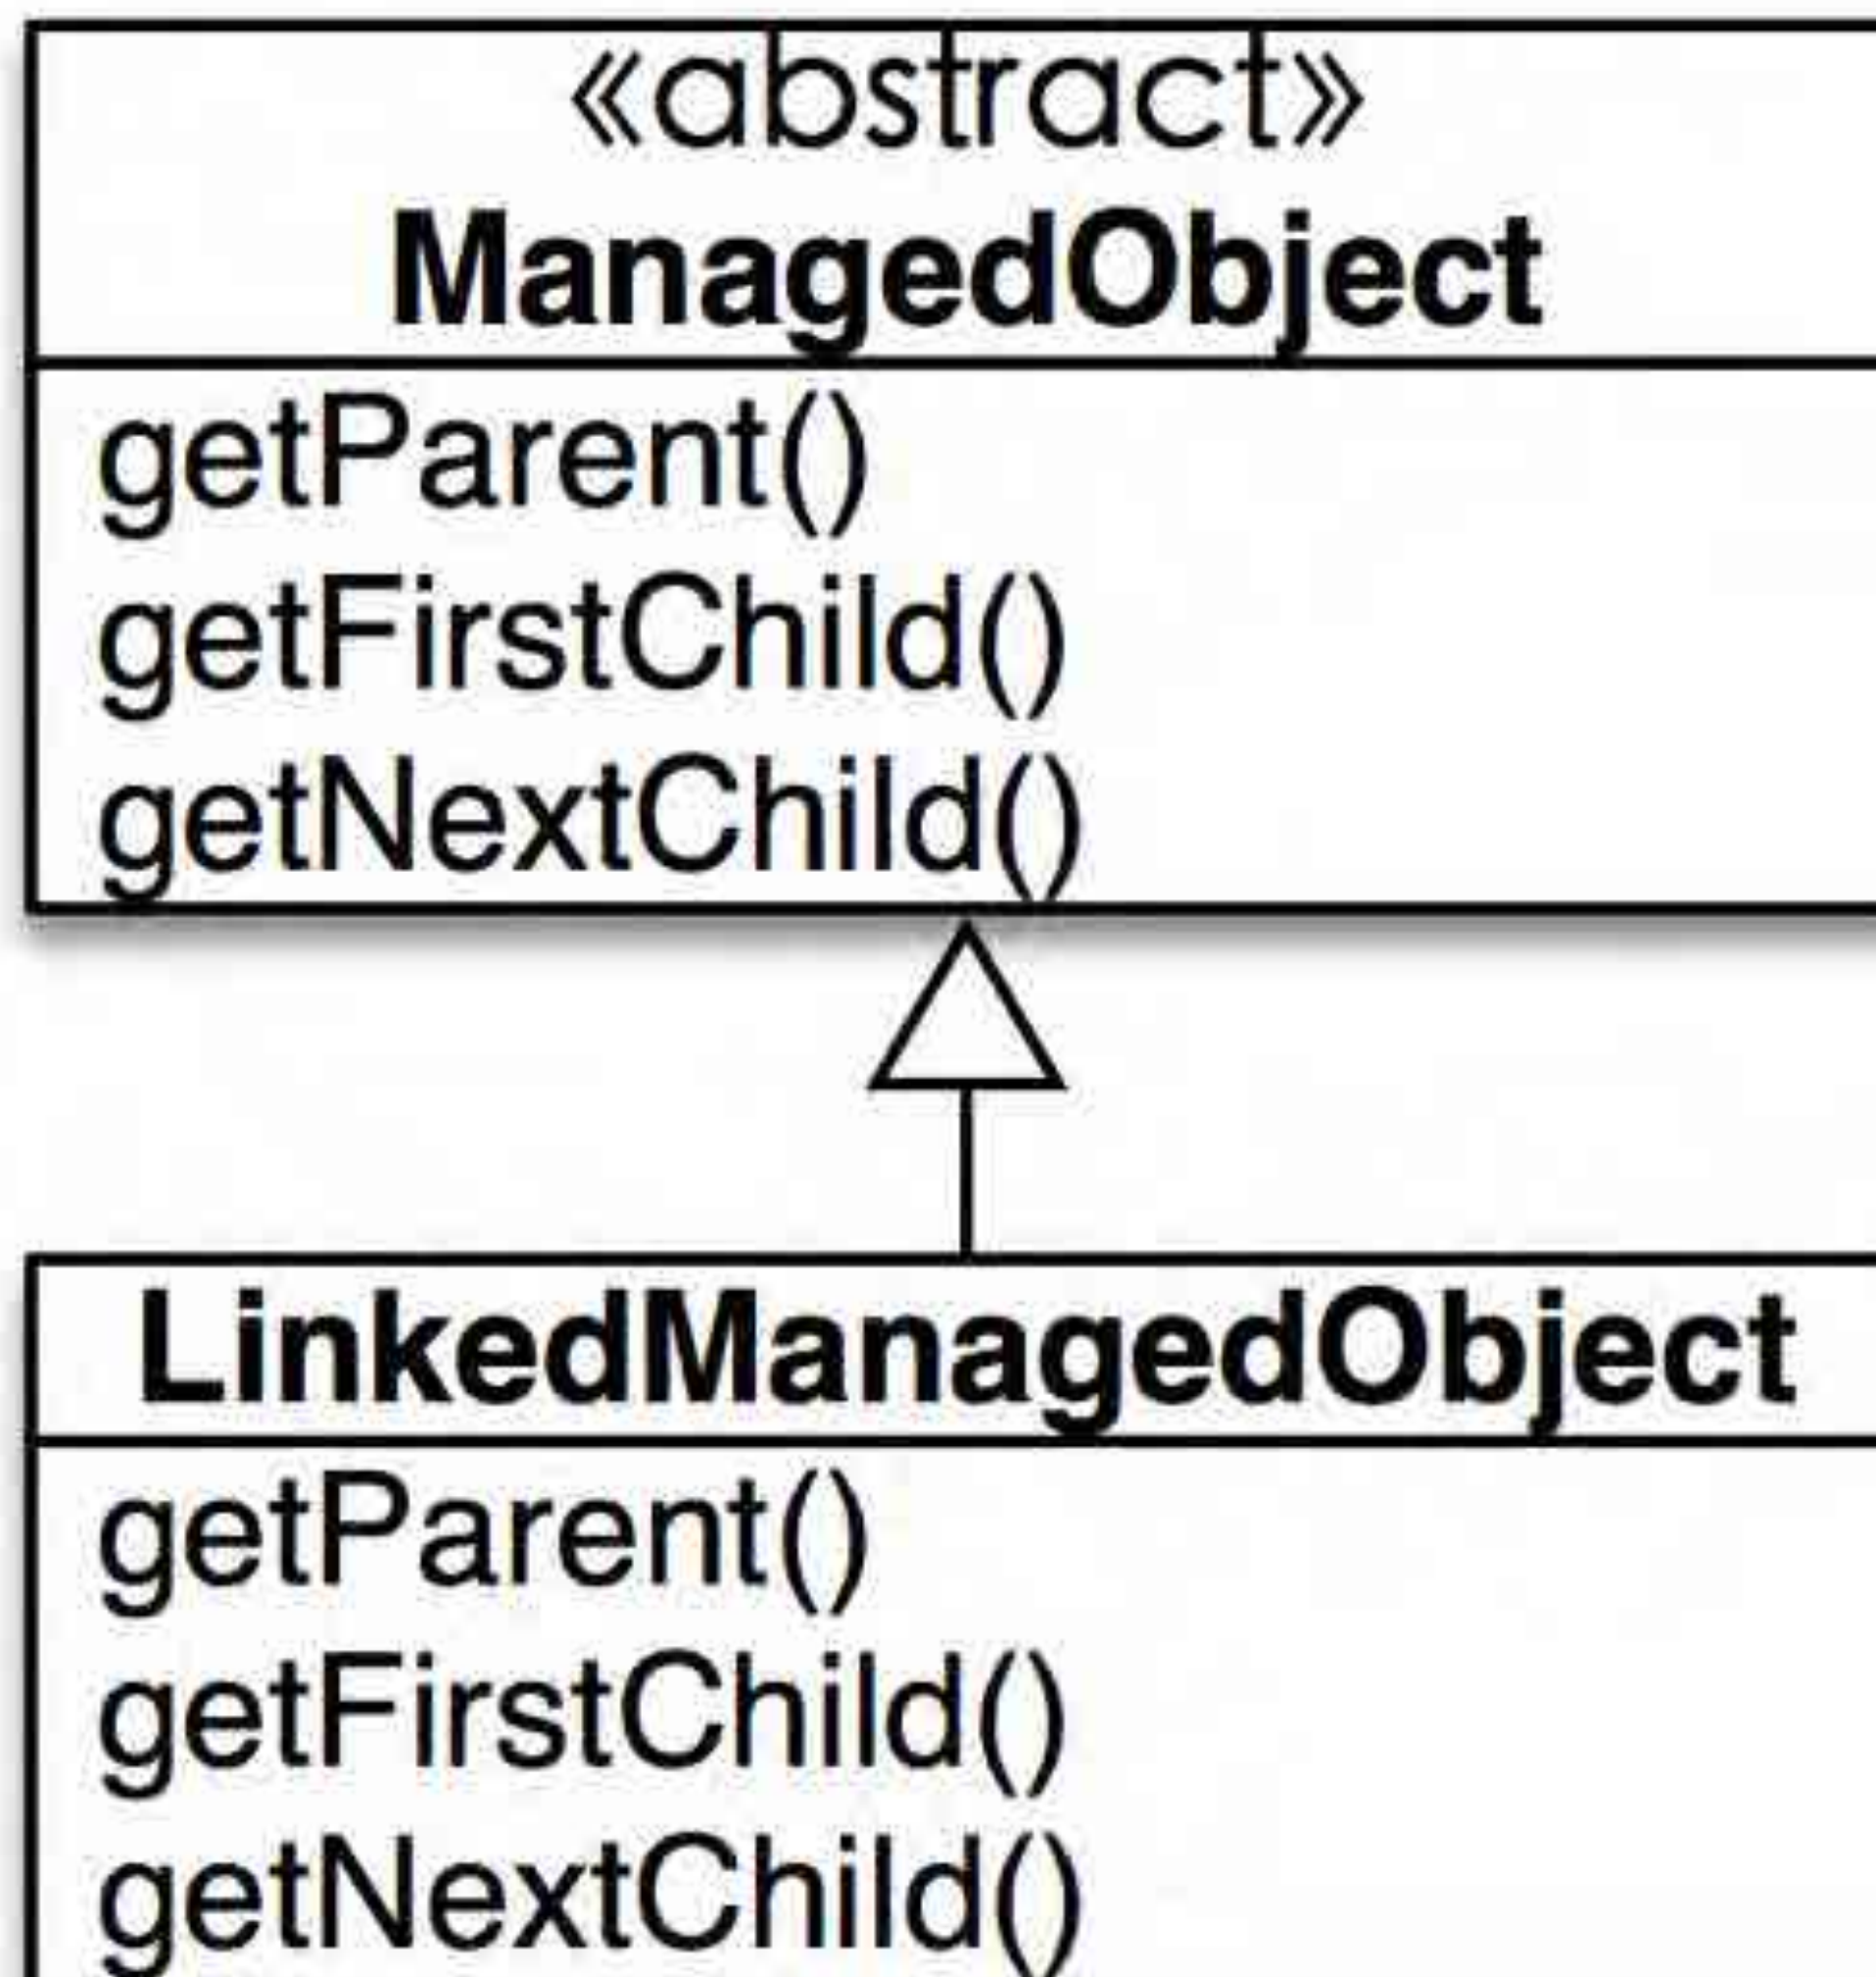 «abstract»
ManagedObject
getParent()
getFirstChild()
getNextChild()
LinkedManagedObject
getParent()
getFirstChild()
getNextChild()